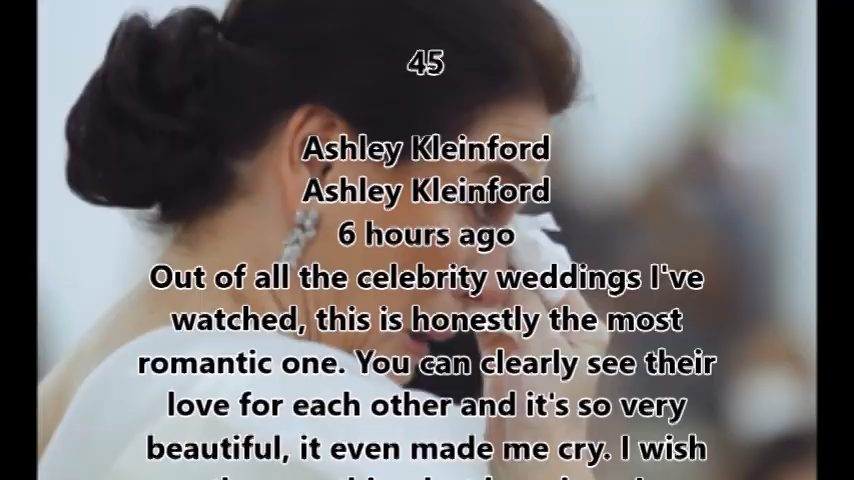 45
Ashley Kleinford
Ashley Kleinford
6 hours ago
Out of all the celebrity weddings I've
watched, this is honestly the most
romantic one. You can clearly see their
love for each other and it's so very
beautiful, it even made me cry. I wish